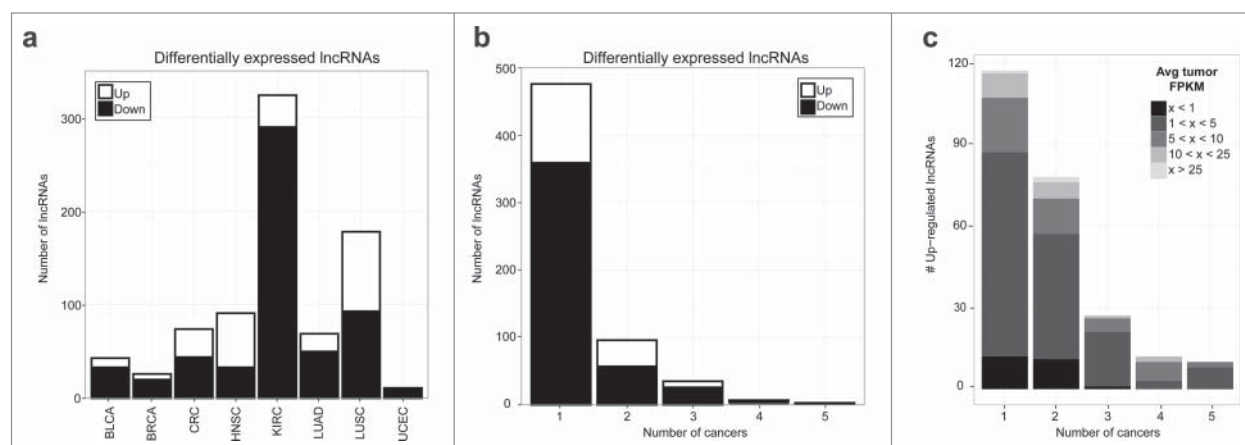 a
Differentially expressed lncRNAs
Up
Down
Number of lncRNAs
300
200
100
0
BLCA
BRCA
CRC
HNSC
KIRC
LUAD
LUSC
UCEC
b
Differentially expressed lncRNAs
Up
Down
Number of lncRNAs
500
400
300
200
100
0
1 2 3 4 5
Number of cancers
c
Avg tumor
FPKM
x < 1
1 < x < 5
5 < x < 10
10 < x < 25
x > 25
# Up−regulated lncRNAs
120
90
60
30
0
1 2 3 4 5
Number of cancers